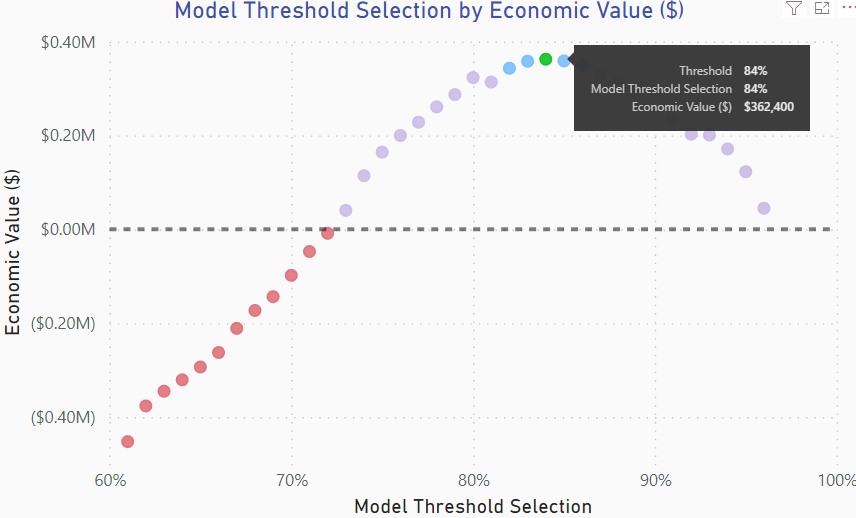 Model Threshold Selection by Economic Value ($)
$0.40M
Threshold 84%
Model Threshold Selection 84%
Economic Value ($) $362,400
$0.20M
$0.00M
($0.20M)
($0.40M)
Economic Value ($)
60% 70% 80% 90% 100%
Model Threshold Selection